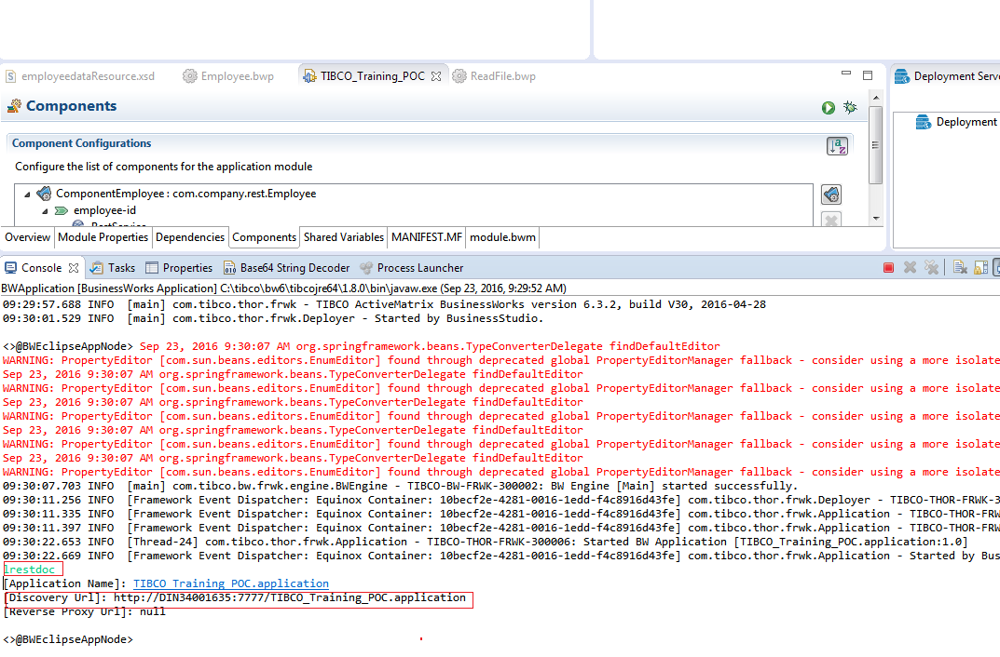 employeedataResource.xsd Employee.bwp TIBCO_Training_POC ReadFile.bwp
Deployment Serve
Components
Component Configurations
Deployment
Configure the list of components for the application module
ComponentEmployee : com.company.rest.Employee
employee-id
RestService
Overview Module Properties Dependencies Components Shared Variables MANIFEST.MF module.bwm
Console Tasks Properties Base64 String Decoder Process Launcher
BWApplication [BusinessWorks Application] C:\tibco\bw6\tibcojre64\1.8.0\bin\javaw.exe (Sep 23, 2016, 9:29:52 AM)
09:29:57.688 INFO [main] com.tibco.thor.frwk - TIBCO ActiveMatrix BusinessWorks version 6.3.2, build V30, 2016-04-28
09:30:01.529 INFO [main] com.tibco.thor.frwk.Deployer - Started by BusinessStudio.
<>@BWEclipseAppNode> Sep 23, 2016 9:30:07 AM org.springframework.beans.TypeConverterDelegate findDefaultEditor
WARNING: PropertyEditor [com.sun.beans.editors.EnumEditor] found through deprecated global PropertyEditorManager fallback - consider using a more isolate
Sep 23, 2016 9:30:07 AM org.springframework.beans.TypeConverterDelegate findDefaultEditor
WARNING: PropertyEditor [com.sun.beans.editors.EnumEditor] found through deprecated global PropertyEditorManager fallback - consider using a more isolate
Sep 23, 2016 9:30:07 AM org.springframework.beans.TypeConverterDelegate findDefaultEditor
WARNING: PropertyEditor [com.sun.beans.editors.EnumEditor] found through deprecated global PropertyEditorManager fallback - consider using a more isolate
Sep 23, 2016 9:30:07 AM org.springframework.beans.TypeConverterDelegate findDefaultEditor
WARNING: PropertyEditor [com.sun.beans.editors.EnumEditor] found through deprecated global PropertyEditorManager fallback - consider using a more isolate
Sep 23, 2016 9:30:07 AM org.springframework.beans.TypeConverterDelegate findDefaultEditor
WARNING: PropertyEditor [com.sun.beans.editors.EnumEditor] found through deprecated global PropertyEditorManager fallback - consider using a more isolate
09:30:07.703 INFO [main] com.tibco.bw.frwk.engine.BWEngine - TIBCO-BW-FRWK-300002: BW Engine [Main] started successfully.
09:30:11.256 INFO [Framework Event Dispatcher: Equinox Container: 10becf2e-4281-0016-1edd-f4c8916d43fe] com.tibco.thor.frwk.Deployer - TIBCO-THOR-FRWK-3
09:30:11.335 INFO [Framework Event Dispatcher: Equinox Container: 10becf2e-4281-0016-1edd-f4c8916d43fe] com.tibco.thor.frwk.Application - TIBCO-THOR-FRW
09:30:11.397 INFO [Framework Event Dispatcher: Equinox Container: 10becf2e-4281-0016-1edd-f4c8916d43fe] com.tibco.thor.frwk.Application - TIBCO-THOR-FRW
09:30:22.653 INFO [Thread-24] com.tibco.thor.frwk.Application - TIBCO-THOR-FRWK-300006: Started BW Application [TIBCO_Training_POC.application:1.0]
09:30:22.669 INFO [Framework Event Dispatcher: Equinox Container: 10becf2e-4281-0016-1edd-f4c8916d43fe] com.tibco.thor.frwk.Application - Started by Bus
lrestdoc
[Application Name]: TIBCO_Training_POC.application
[Discovery Url]: http://DIN34001635:7777/TIBCO_Training_POC.application
[Reverse Proxy Url]: null
<>@BWEclipseAppNode>